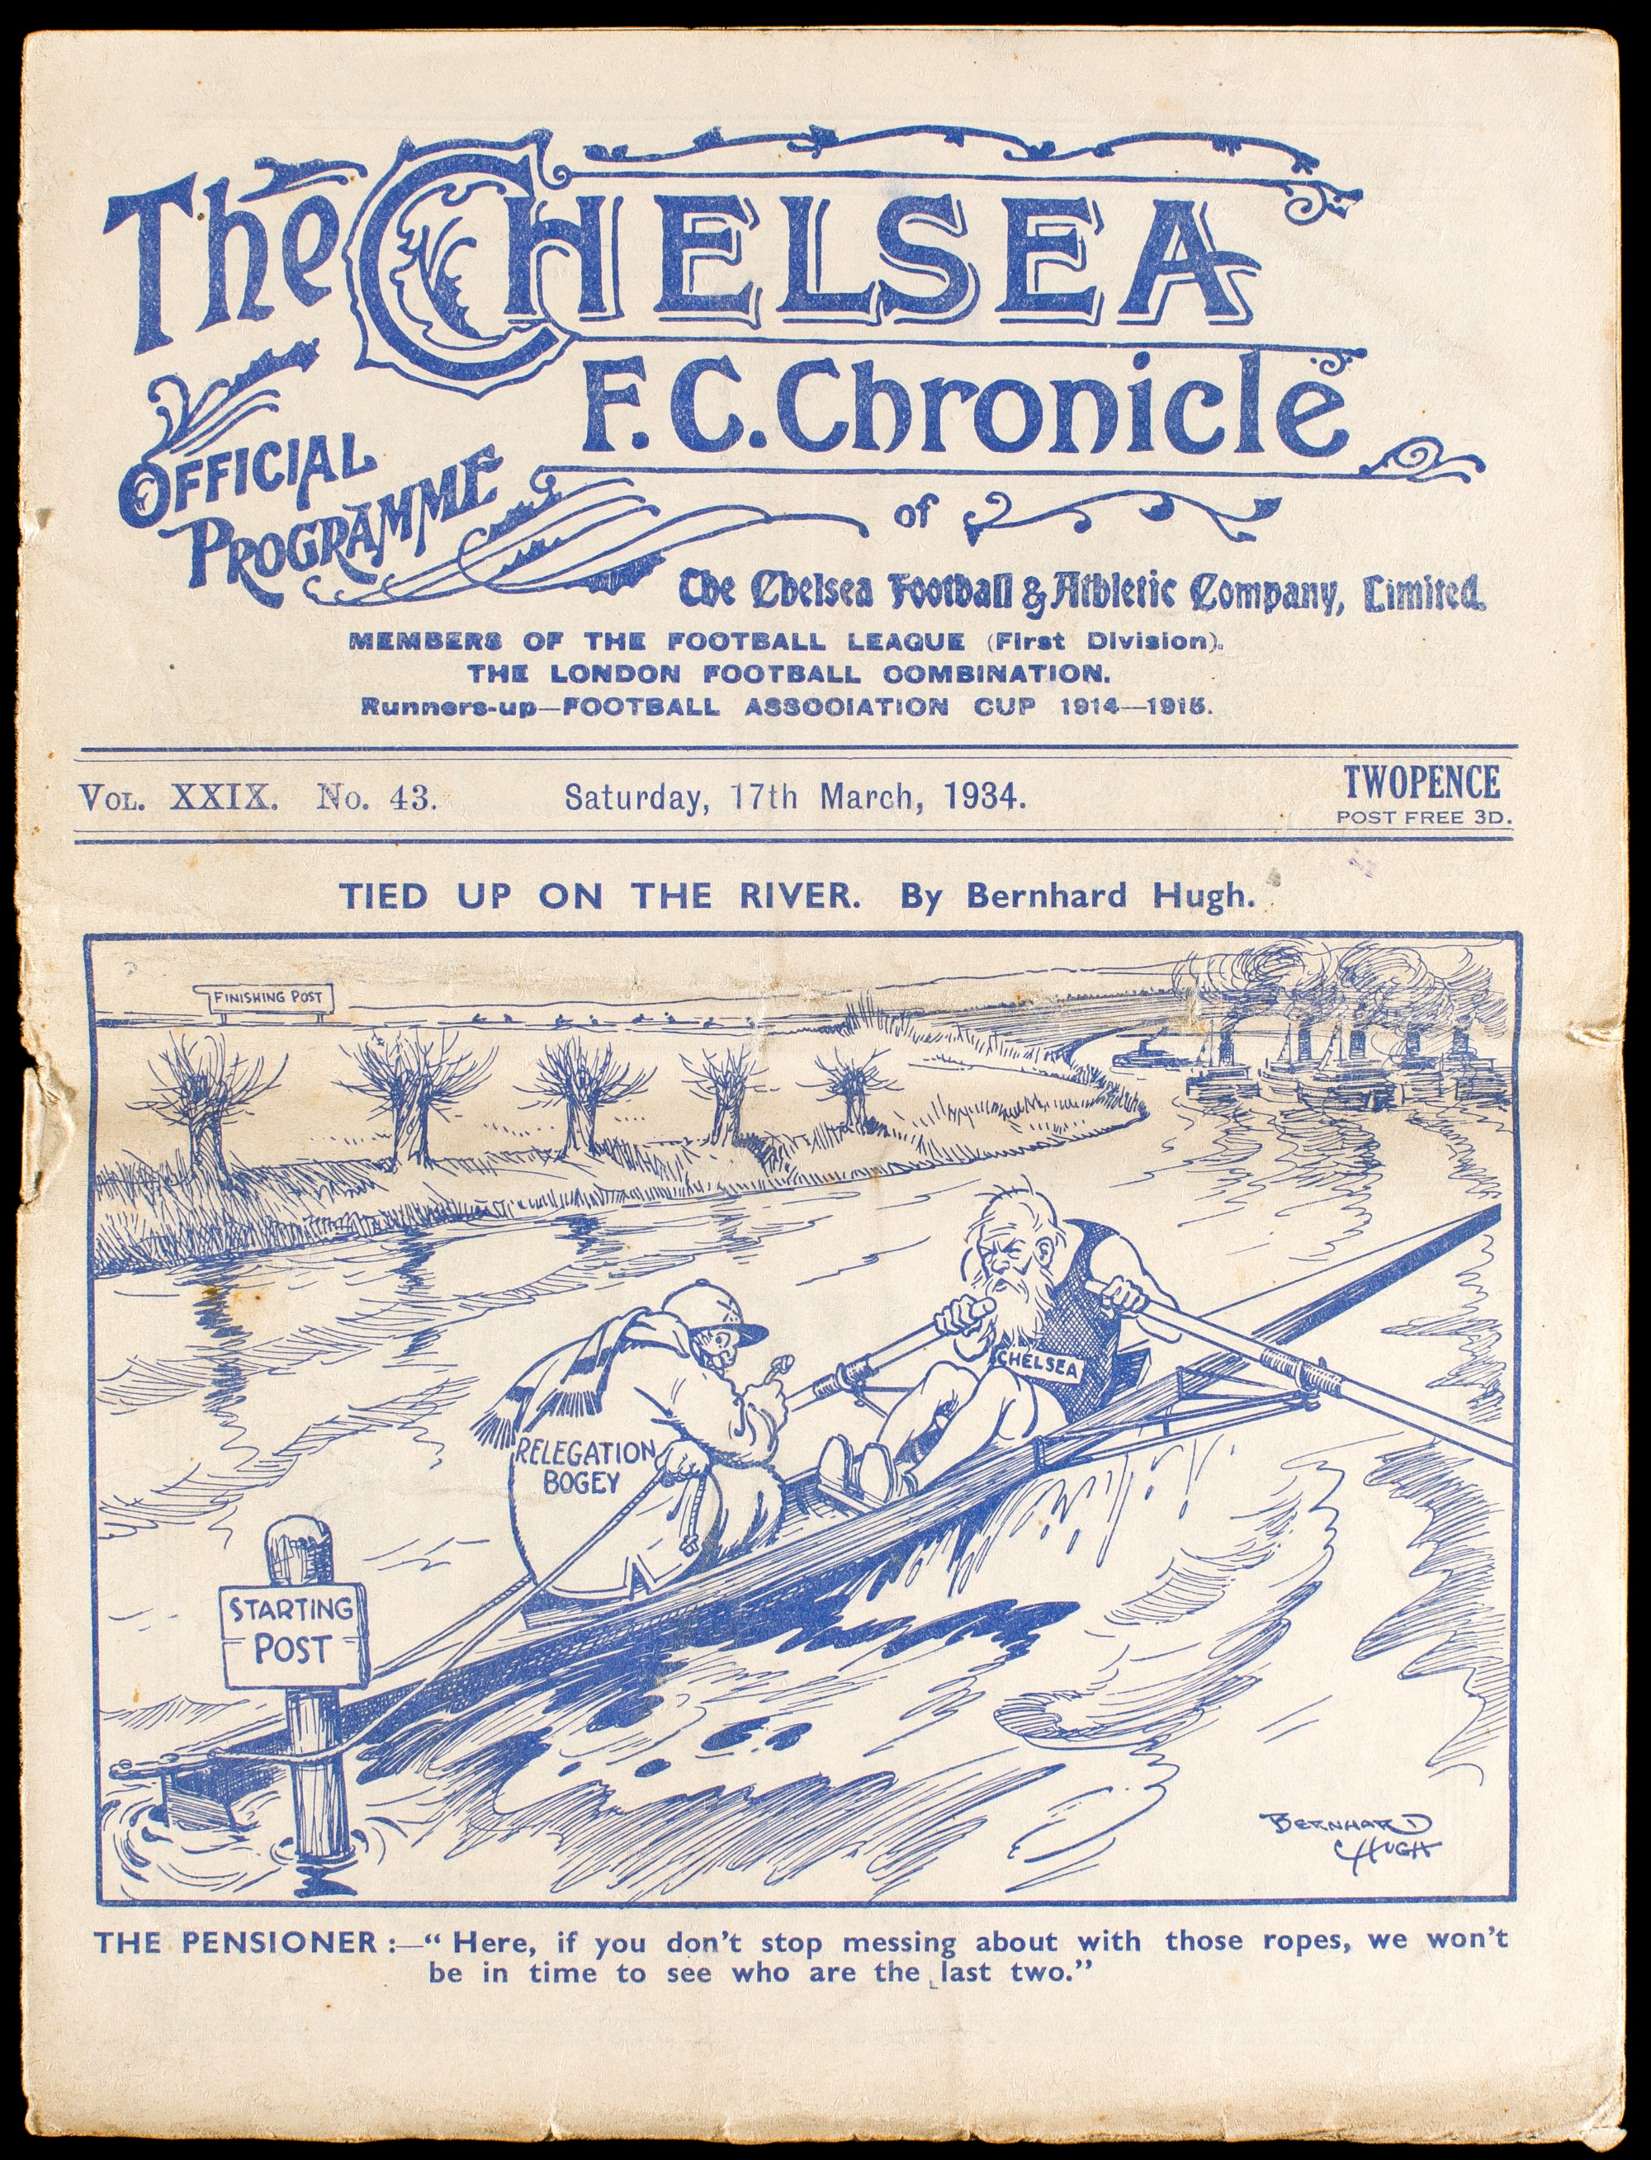 The CHELSEA
F.C. Chronicle
OFFICIAL
PROGRAMME
of
The Chelsea Football & Athletic Company, Limited.
MEMBERS OF THE FOOTBALL LEAGUE (First Division).
THE LONDON FOOTBALL COMBINATION.
Runners-up—FOOTBALL ASSOCIATION CUP 1914—1915.
VOL. XXIX. No. 43. Saturday, 17th March, 1934. TWOPENCE
POST FREE 3D.
TIED UP ON THE RIVER. By Bernhard Hugh.
FINISHING POST
CHELSEA
RELEGATION
BOGEY
STARTING
POST
BERNHARD
HUGH
THE PENSIONER:—“Here, if you don’t stop messing about with those ropes, we won’t
be in time to see who are the last two.”